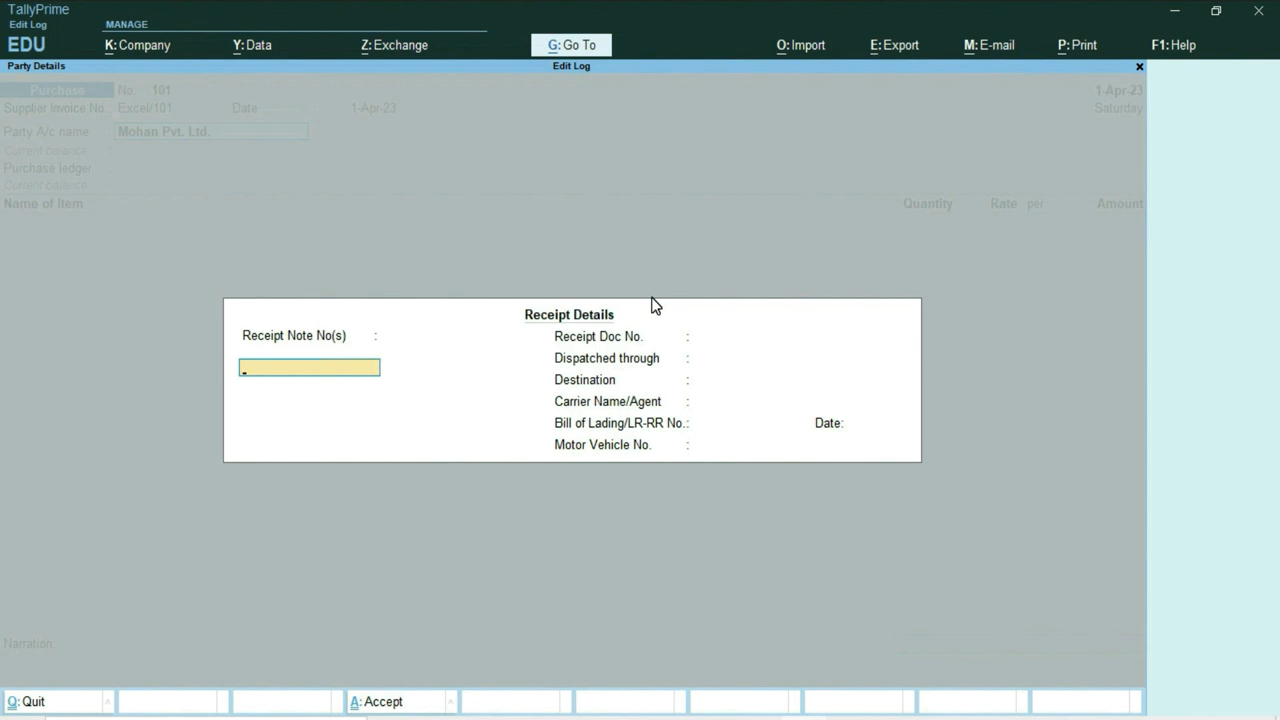 TallyPrime
Edit Log
MANAGE
EDU
K:Company
Y:Data
Z:Exchange
G:Go To
O:Import
E:Export
M:E-mail
P:Print
F1:Help
Party Details
Edit Log
Purchase No. 101 1-Apr-23
Supplier Invoice No.: Excel/101 Date : 1-Apr-23 Saturday
Party A/c name : Mohan Pvt. Ltd.
Current balance :
Purchase ledger :
Current balance :
Name of Item Quantity Rate per Amount
Receipt Details
Receipt Note No(s) :
Receipt Doc No. :
Dispatched through :
Destination :
Carrier Name/Agent :
Bill of Lading/LR-RR No.: Date:
Motor Vehicle No. :
Narration:
Q:Quit
A:Accept